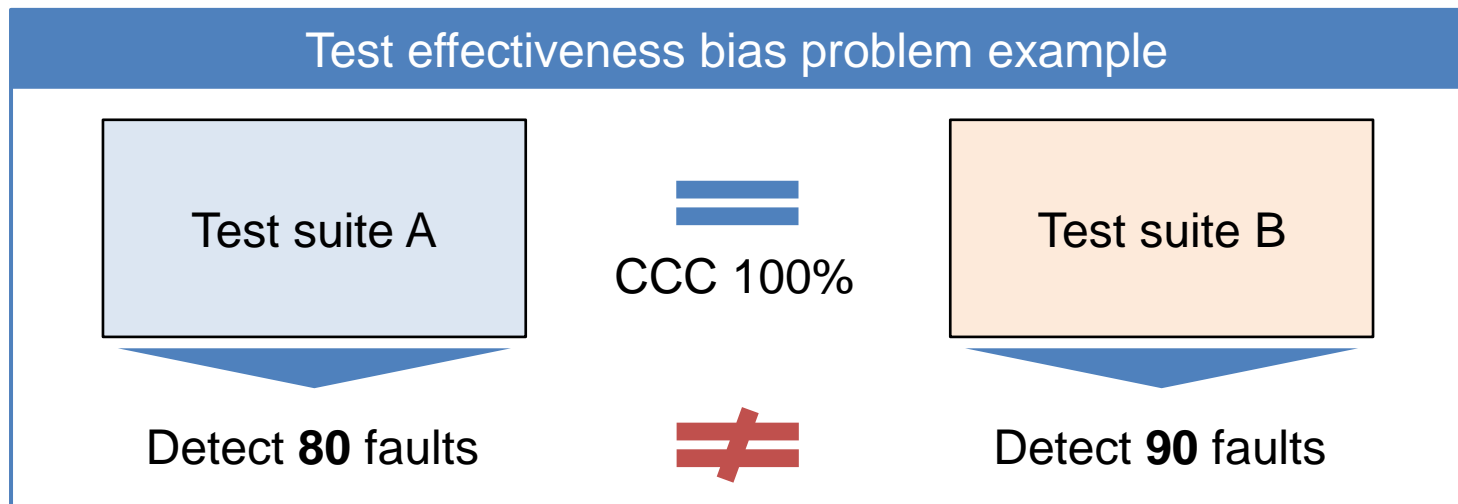 Test effectiveness bias problem example
Test suite A
CCC 100%
Test suite B
Detect 80 faults
Detect 90 faults